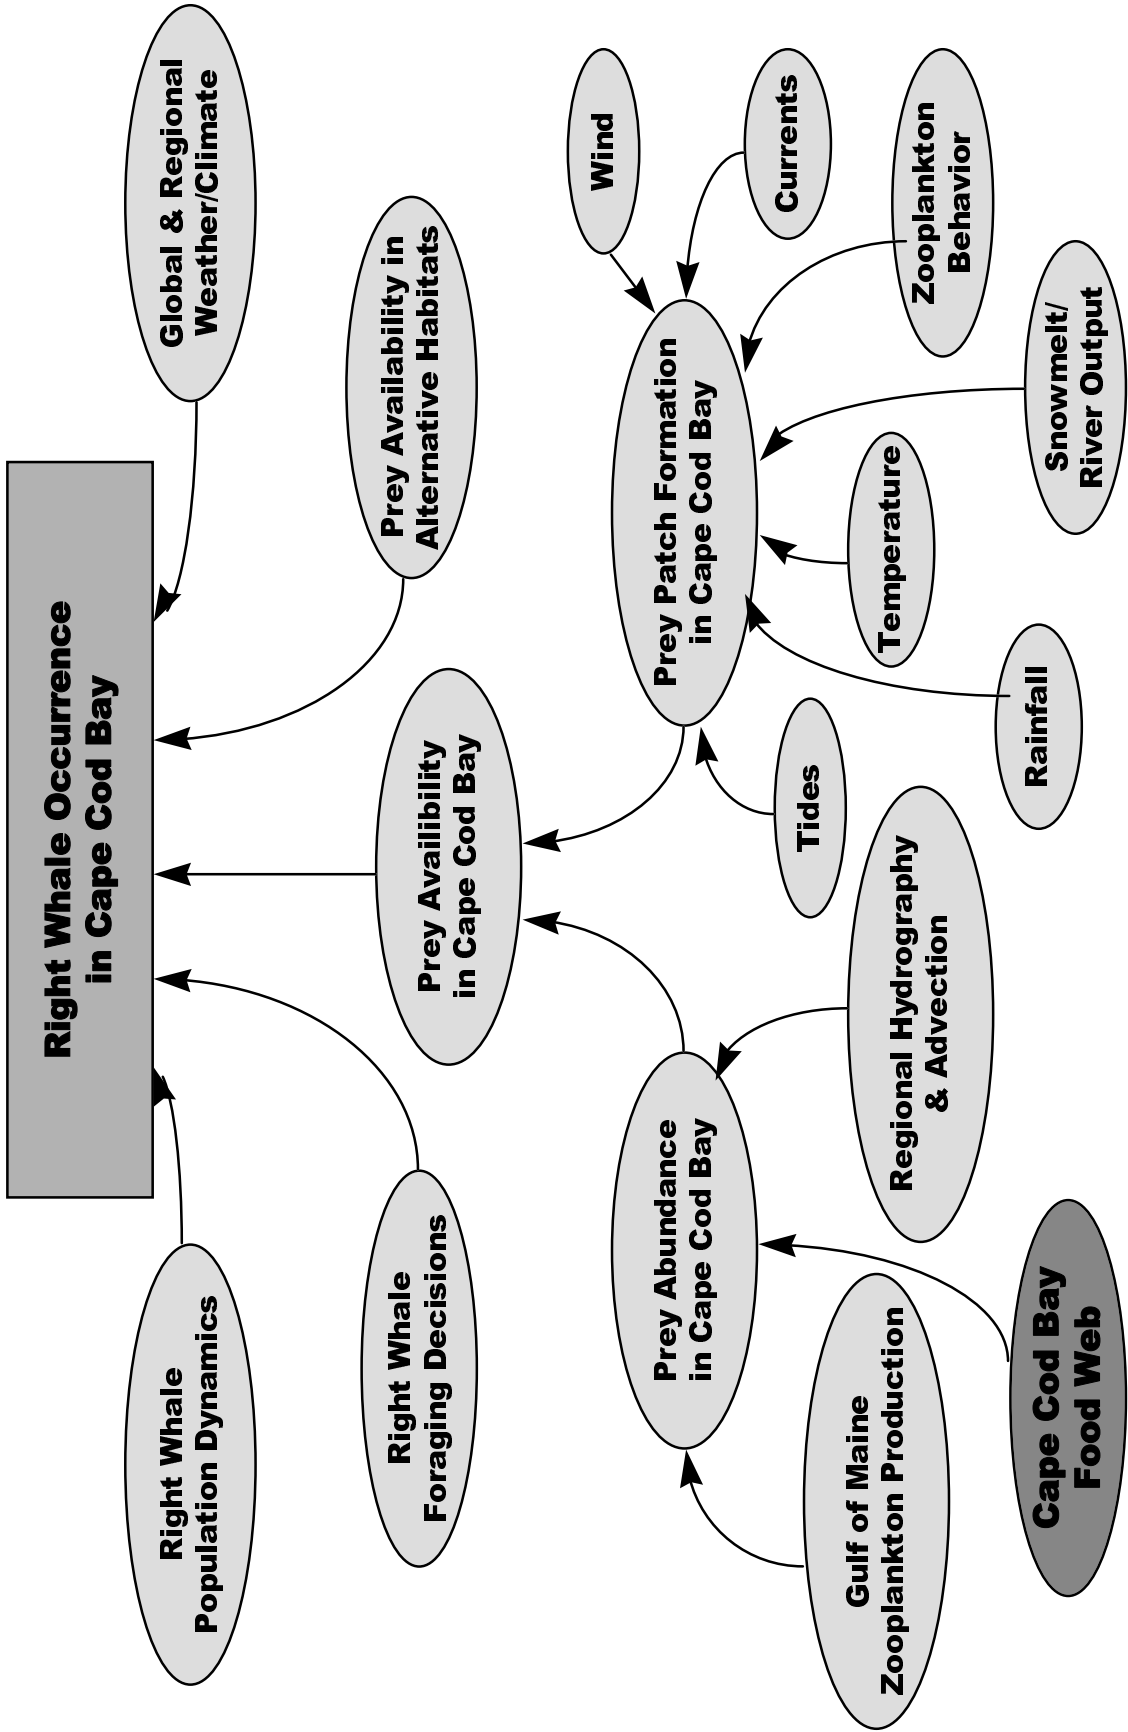 Right Whale Occurrence
in Cape Cod Bay
Right Whale
Population Dynamics
Global & Regional
Weather/Climate
Right Whale
Foraging Decisions
Prey Availibility
in Cape Cod Bay
Prey Availability in
Alternative Habitats
Prey Abundance
in Cape Cod Bay
Prey Patch Formation
in Cape Cod Bay
Wind
Currents
Gulf of Maine
Zooplankton Production
Regional Hydrography
& Advection
Tides
Temperature
Zooplankton
Behavior
Cape Cod Bay
Food Web
Rainfall
Snowmelt/
River Output